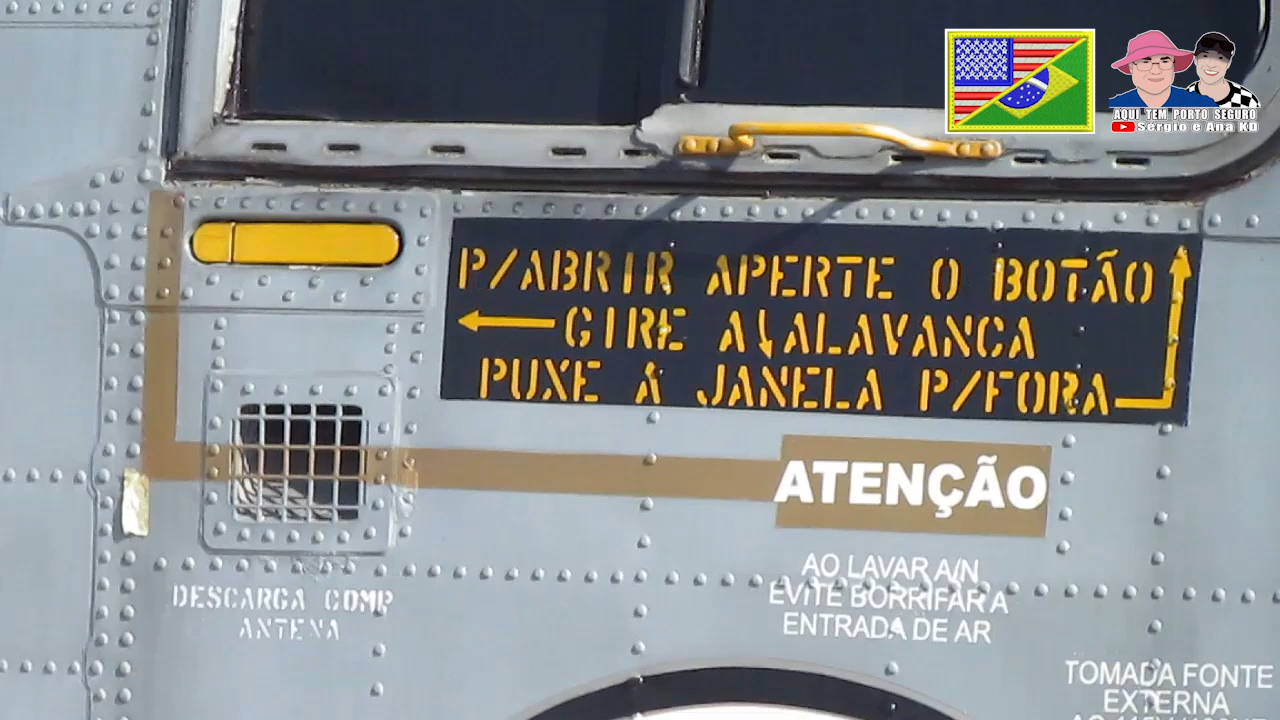 AQUI TEM PORTO SEGURO
Sérgio e Ana KD
P/ABRIR APERTE O BOTÃO
GIRE A ALAVANCA
PUXE A JANELA P/FORA
ATENÇÃO
AO LAVAR A/N
EVITE BORRIFAR A
ENTRADA DE AR
DESCARGA COMP
ANTENA
TOMADA FONTE
EXTERNA